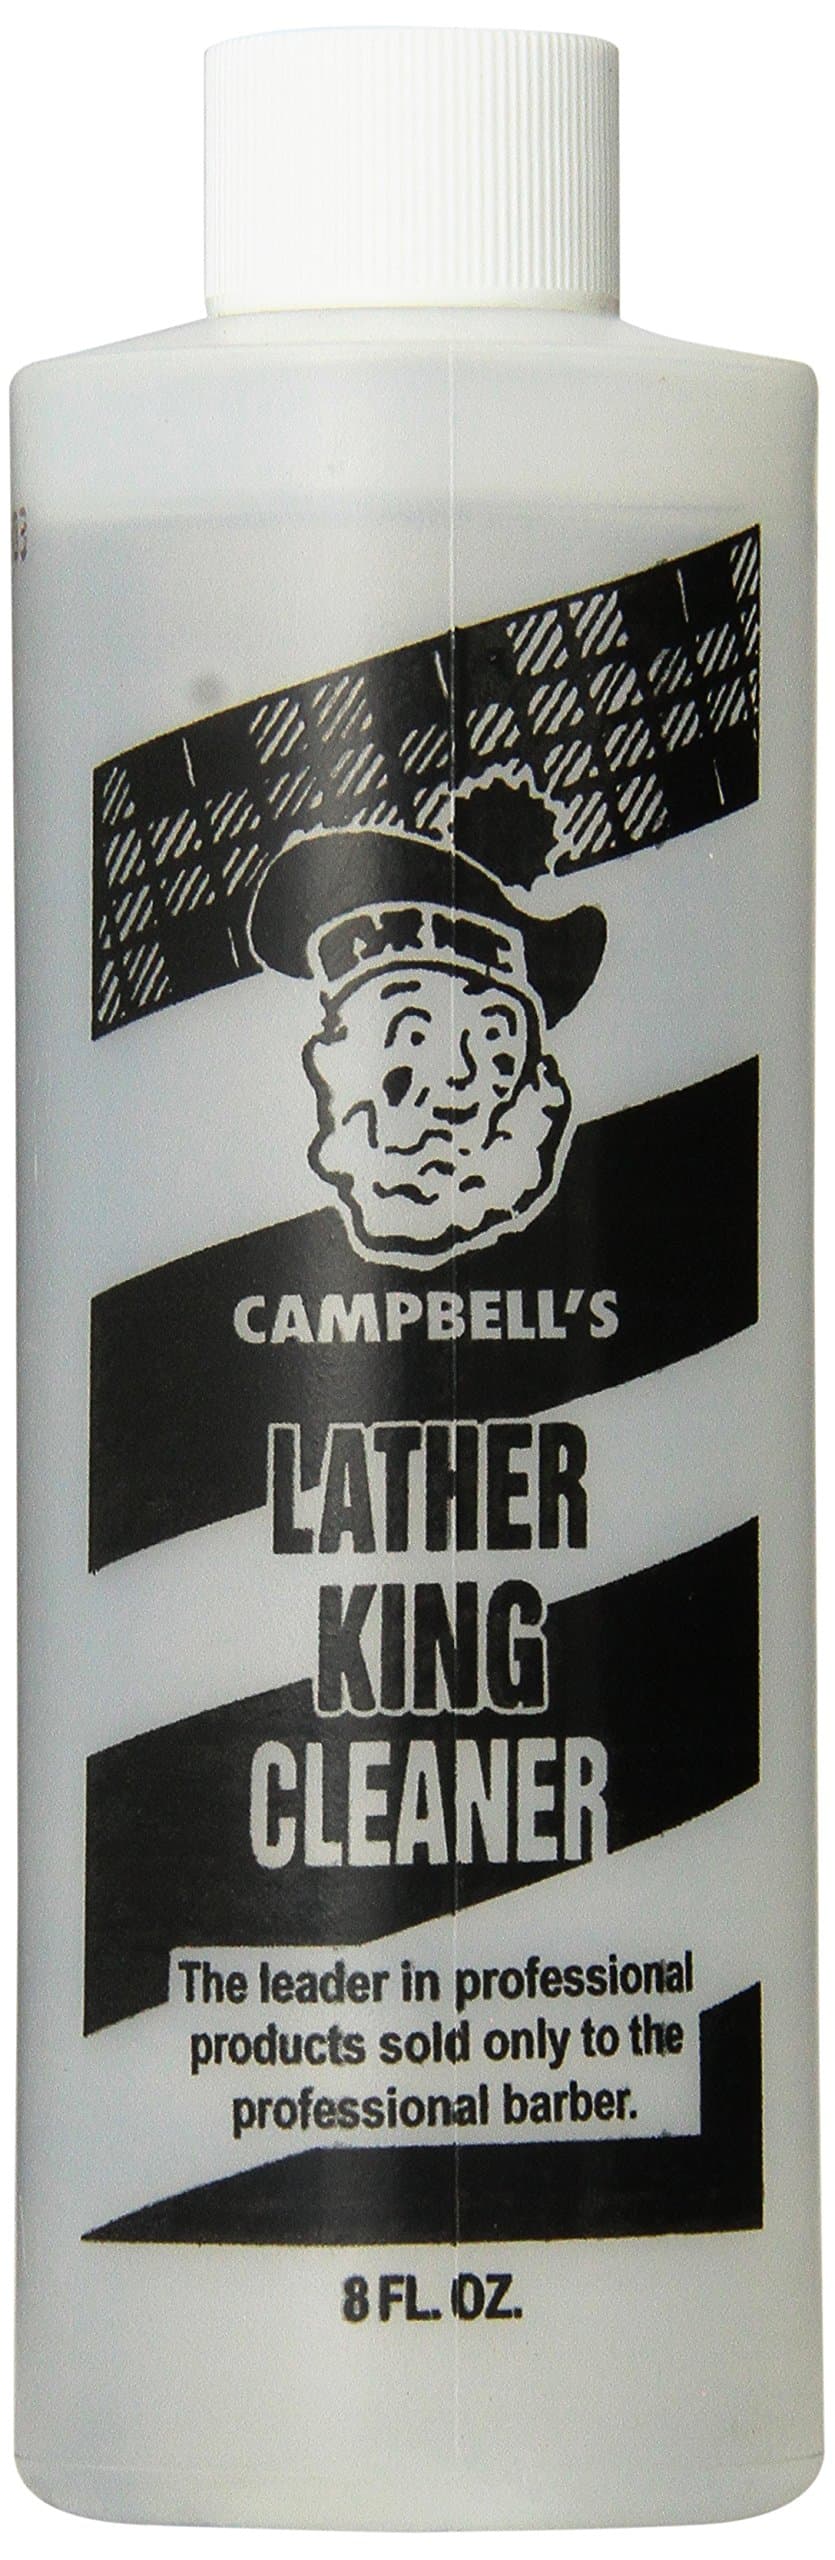 CAMPBELL'S
LATHER
KING
CLEANER
The leader in professional
products sold only to the
professional barber.
8 FL. OZ.